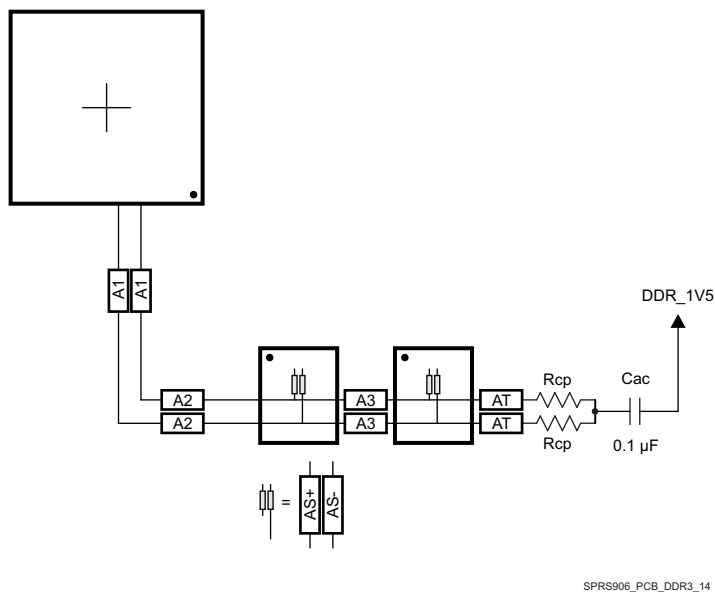 A1 A1
DDR_1V5
Rcp Cac
A2 A3 AT
A2 A3 AT
Rcp 0.1 µF
= AS+ AS-
SPRS906_PCB_DDR3_14